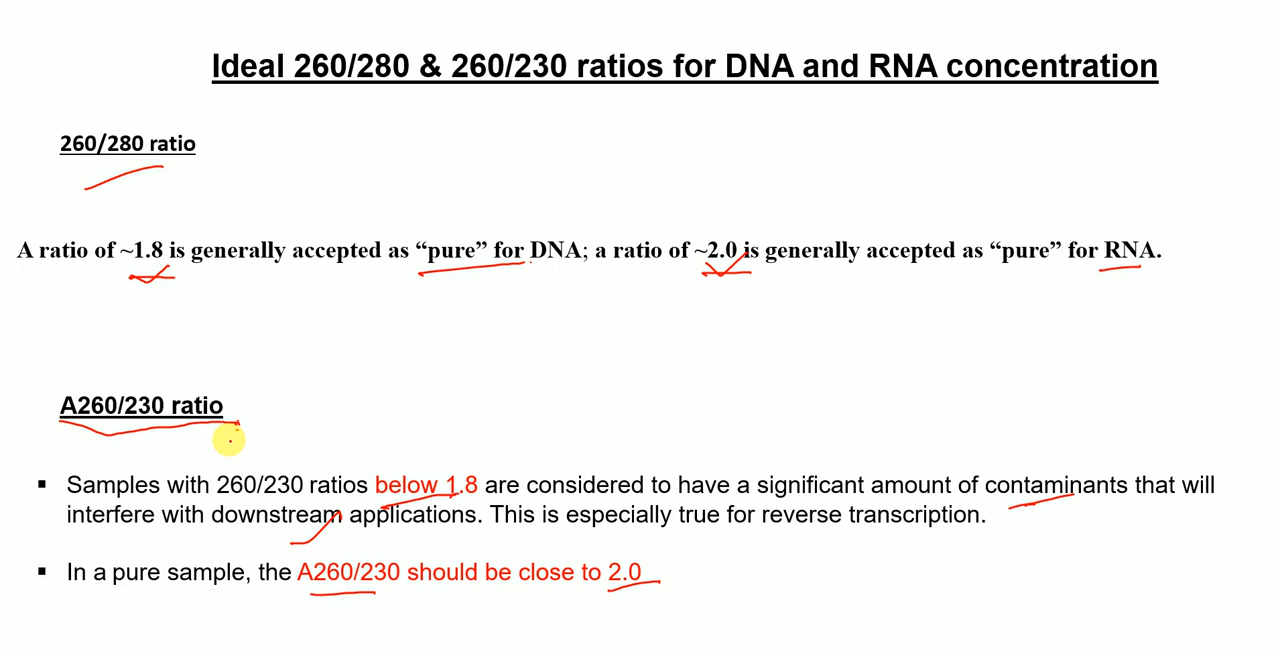 Ideal 260/280 & 260/230 ratios for DNA and RNA concentration
260/280 ratio
A ratio of ~1.8 is generally accepted as “pure” for DNA; a ratio of ~2.0 is generally accepted as “pure” for RNA.
A260/230 ratio
▪ Samples with 260/230 ratios below 1.8 are considered to have a significant amount of contaminants that will
interfere with downstream applications. This is especially true for reverse transcription.
▪ In a pure sample, the A260/230 should be close to 2.0